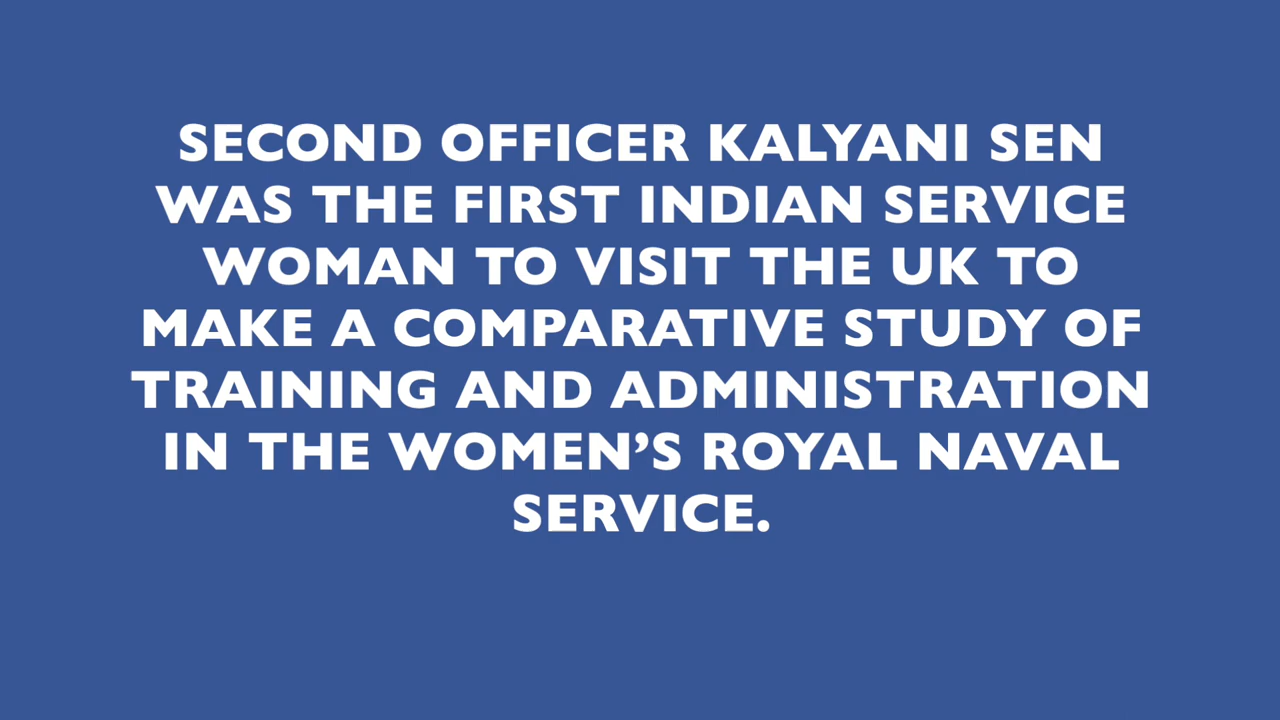 SECOND OFFICER KALYANI SEN
WAS THE FIRST INDIAN SERVICE
WOMAN TO VISIT THE UK TO
MAKE A COMPARATIVE STUDY OF
TRAINING AND ADMINISTRATION
IN THE WOMEN’S ROYAL NAVAL
SERVICE.